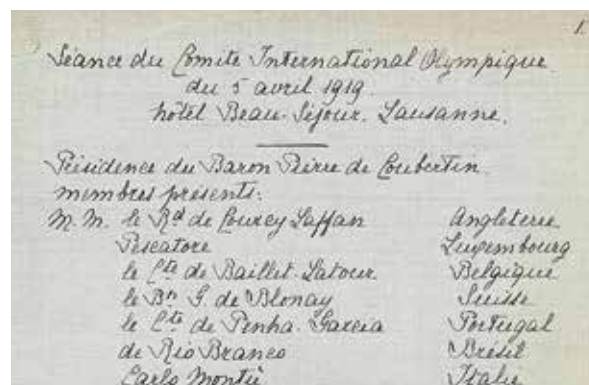 1
Séance du Comité International Olympique
du 5 avril 1919.
hôtel Beau-Séjour. Lausanne.
Présidence du Baron Pierre de Coubertin
membres présents:
M.M. le Rd de Courcy Laffan Angleterre
Pescatore Luxembourg
le Cte de Baillet-Latour Belgique
le Bn G. de Blonay Suisse
le Cte de Penha-Garcia Portugal
de Rio Branco Brésil
Carlo Montù Italie